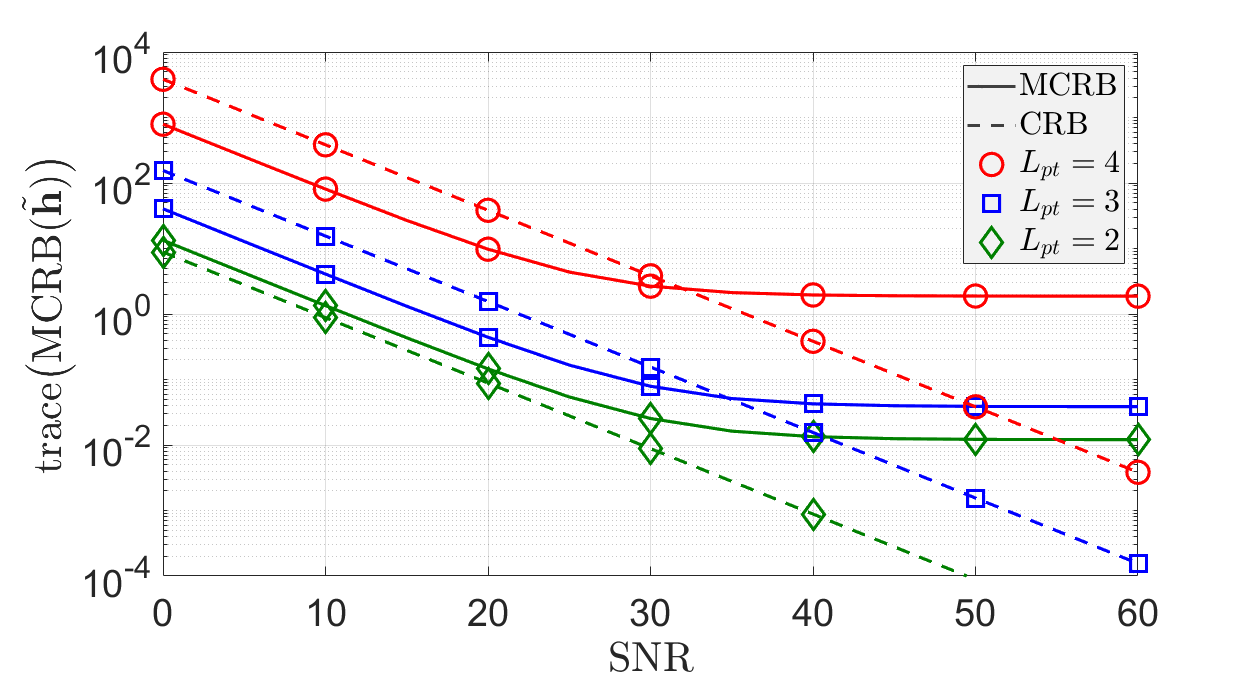 10^4
10^2
10^0
10^-2
10^-4
trace(MCRB(h̃))
0 10 20 30 40 50 60
SNR
MCRB
CRB
L_pt = 4
L_pt = 3
L_pt = 2